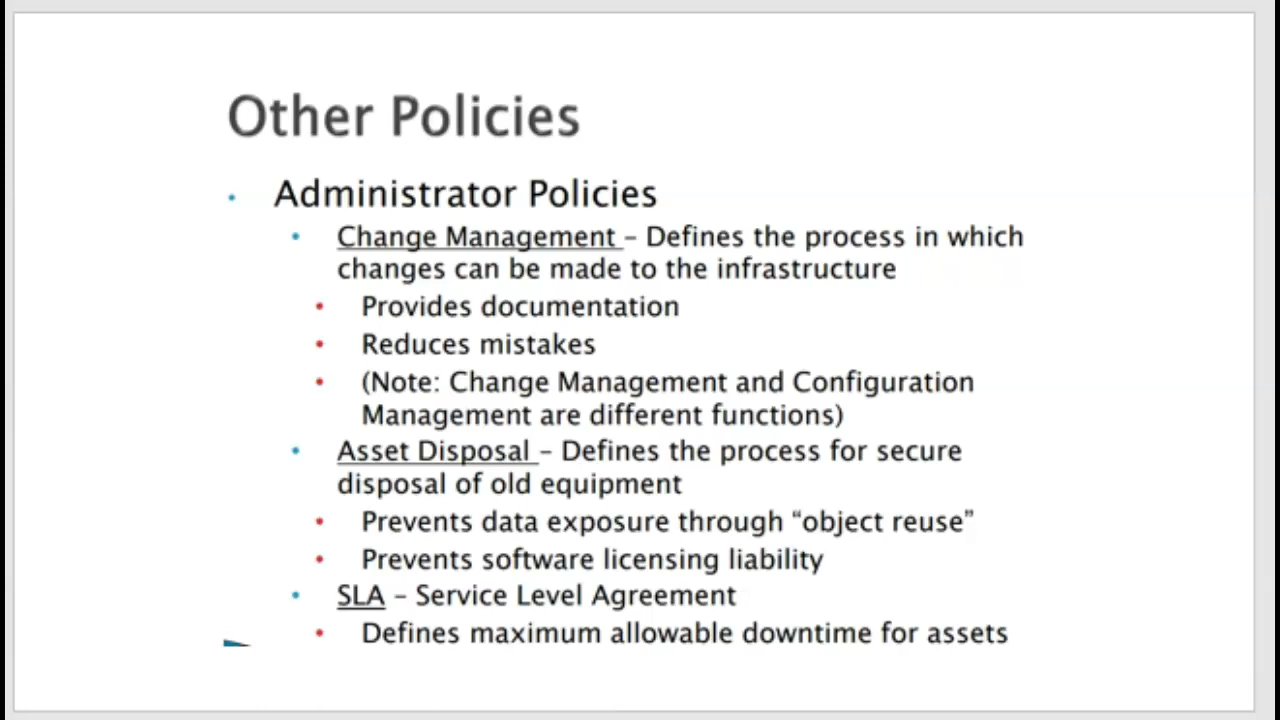 Other Policies
• Administrator Policies
• Change Management – Defines the process in which
changes can be made to the infrastructure
• Provides documentation
• Reduces mistakes
• (Note: Change Management and Configuration
Management are different functions)
• Asset Disposal – Defines the process for secure
disposal of old equipment
• Prevents data exposure through “object reuse”
• Prevents software licensing liability
• SLA – Service Level Agreement
• Defines maximum allowable downtime for assets